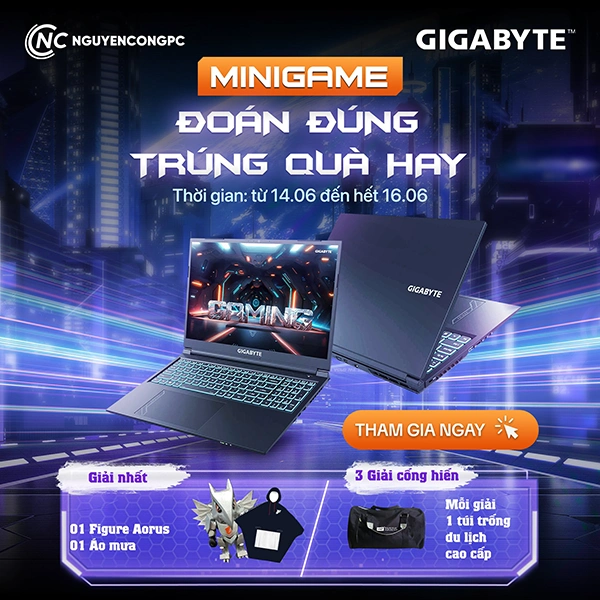 NC NGUYENCONGPC
GIGABYTE™
MINIGAME
ĐOÁN ĐÚNG
TRÚNG QUÀ HAY
Thời gian: từ 14.06 đến hết 16.06
GIGABYTE
GIGABYTE
GAMING
GIGABYTE
THAM GIA NGAY
Giải nhất
01 Figure Aorus
01 Áo mưa
3 Giải cống hiến
Mỗi giải
1 túi trống
du lịch
cao cấp